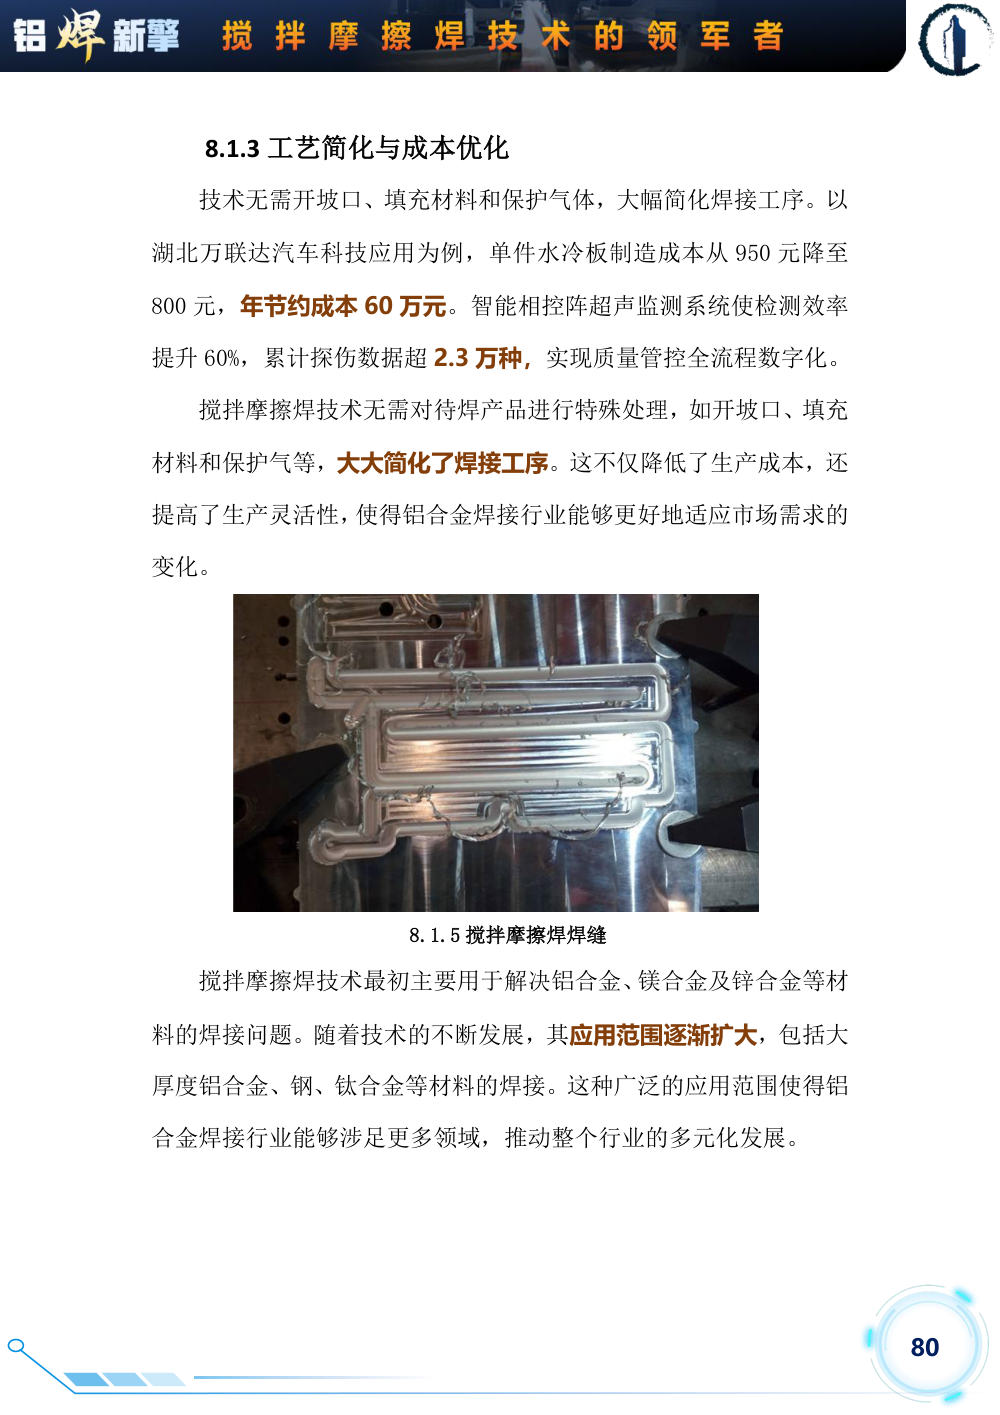 铝焊新擎 搅拌摩擦焊技术的领军者
8.1.3 工艺简化与成本优化
技术无需开坡口、填充材料和保护气体，大幅简化焊接工序。以
湖北万联达汽车科技应用为例，单件水冷板制造成本从 950 元降至
800 元，年节约成本 60 万元。智能相控阵超声监测系统使检测效率
提升 60%，累计探伤数据超 2.3 万种，实现质量管控全流程数字化。
搅拌摩擦焊技术无需对待焊产品进行特殊处理，如开坡口、填充
材料和保护气等，大大简化了焊接工序。这不仅降低了生产成本，还
提高了生产灵活性，使得铝合金焊接行业能够更好地适应市场需求的
变化。
8.1.5 搅拌摩擦焊焊缝
搅拌摩擦焊技术最初主要用于解决铝合金、镁合金及锌合金等材
料的焊接问题。随着技术的不断发展，其应用范围逐渐扩大，包括大
厚度铝合金、钢、钛合金等材料的焊接。这种广泛的应用范围使得铝
合金焊接行业能够涉足更多领域，推动整个行业的多元化发展。
80